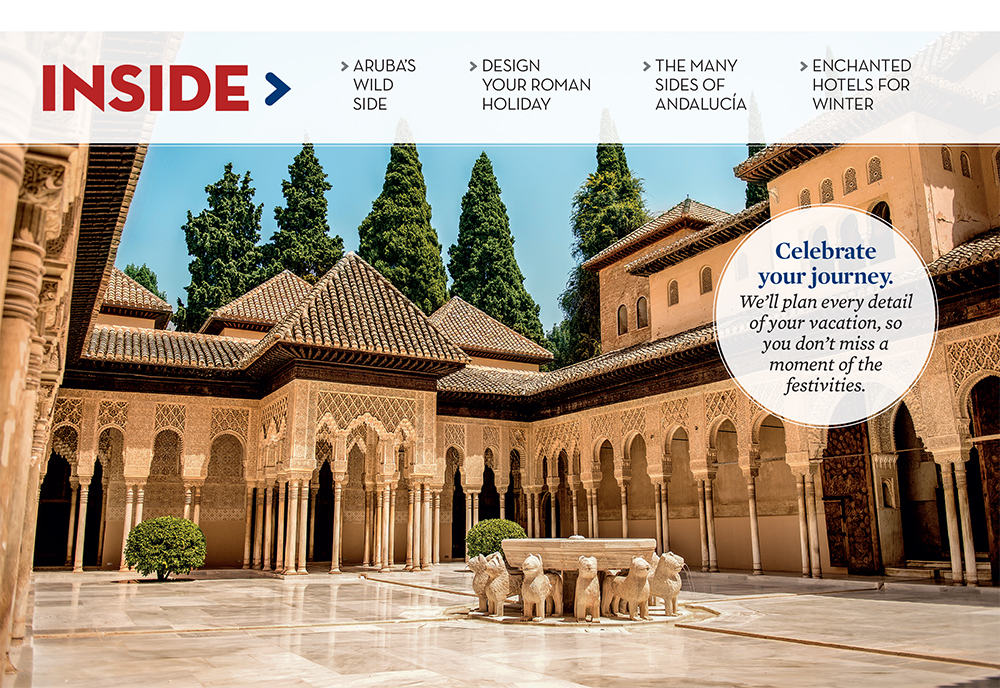 INSIDE >
> ARUBA'S
WILD
SIDE
> DESIGN
YOUR ROMAN
HOLIDAY
> THE MANY
SIDES OF
ANDALUCÍA
> ENCHANTED
HOTELS FOR
WINTER
Celebrate
your journey.
We'll plan every detail
of your vacation, so
you don't miss a
moment of the
festivities.